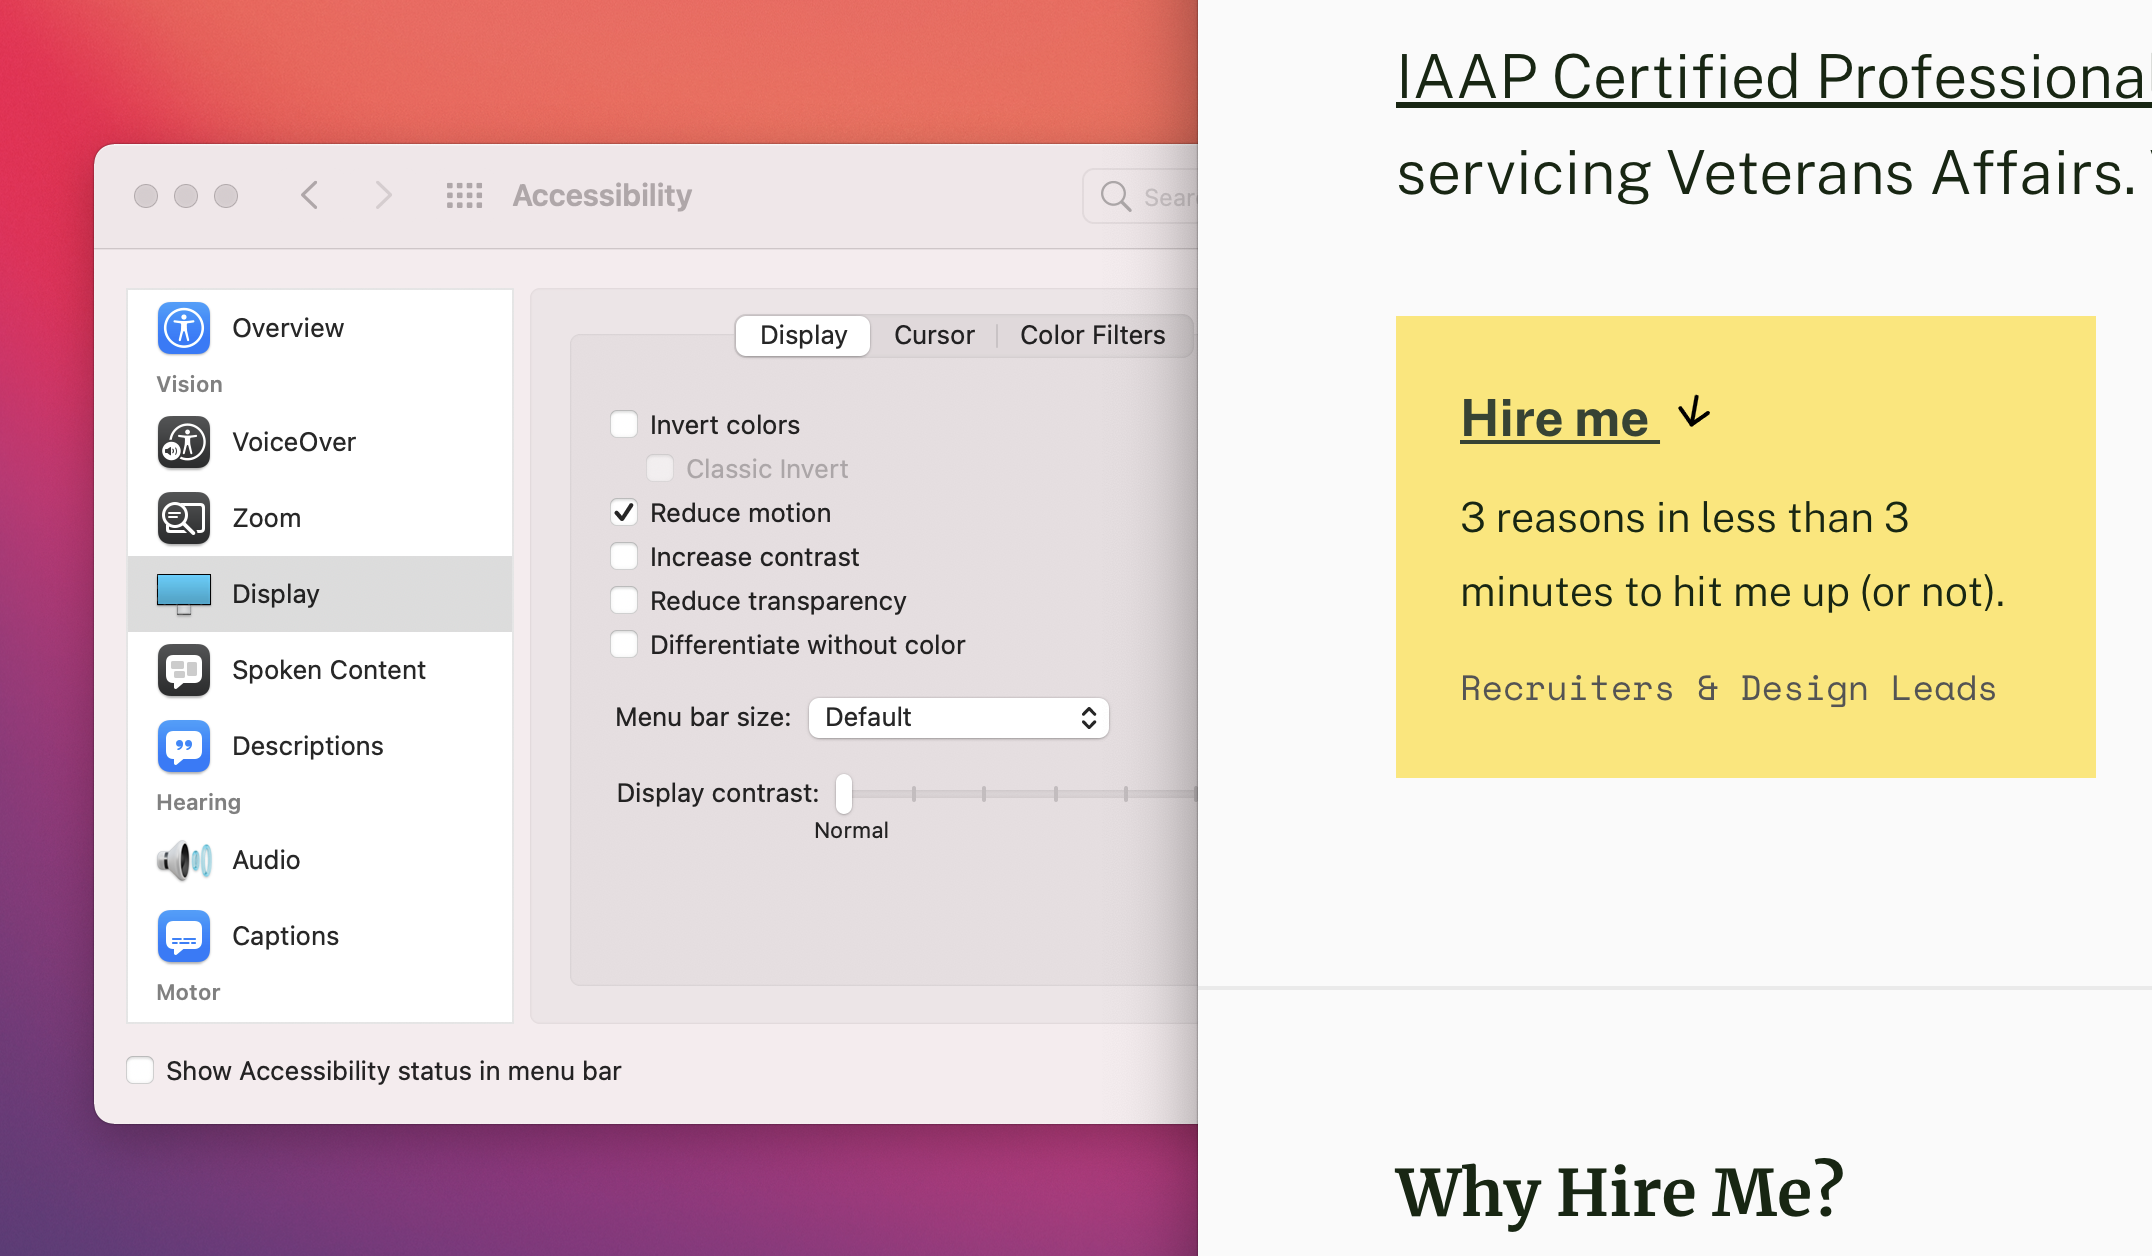 Accessibility
Overview
Vision
VoiceOver
Zoom
Display
Spoken Content
Descriptions
Hearing
Audio
Captions
Motor
Display
Cursor
Color Filters
Invert colors
Classic Invert
Reduce motion
Increase contrast
Reduce transparency
Differentiate without color
Menu bar size: Default
Display contrast:
Normal
Show Accessibility status in menu bar
IAAP Certified Professional
servicing Veterans Affairs.
Hire me ↓
3 reasons in less than 3
minutes to hit me up (or not).
Recruiters & Design Leads
Why Hire Me?